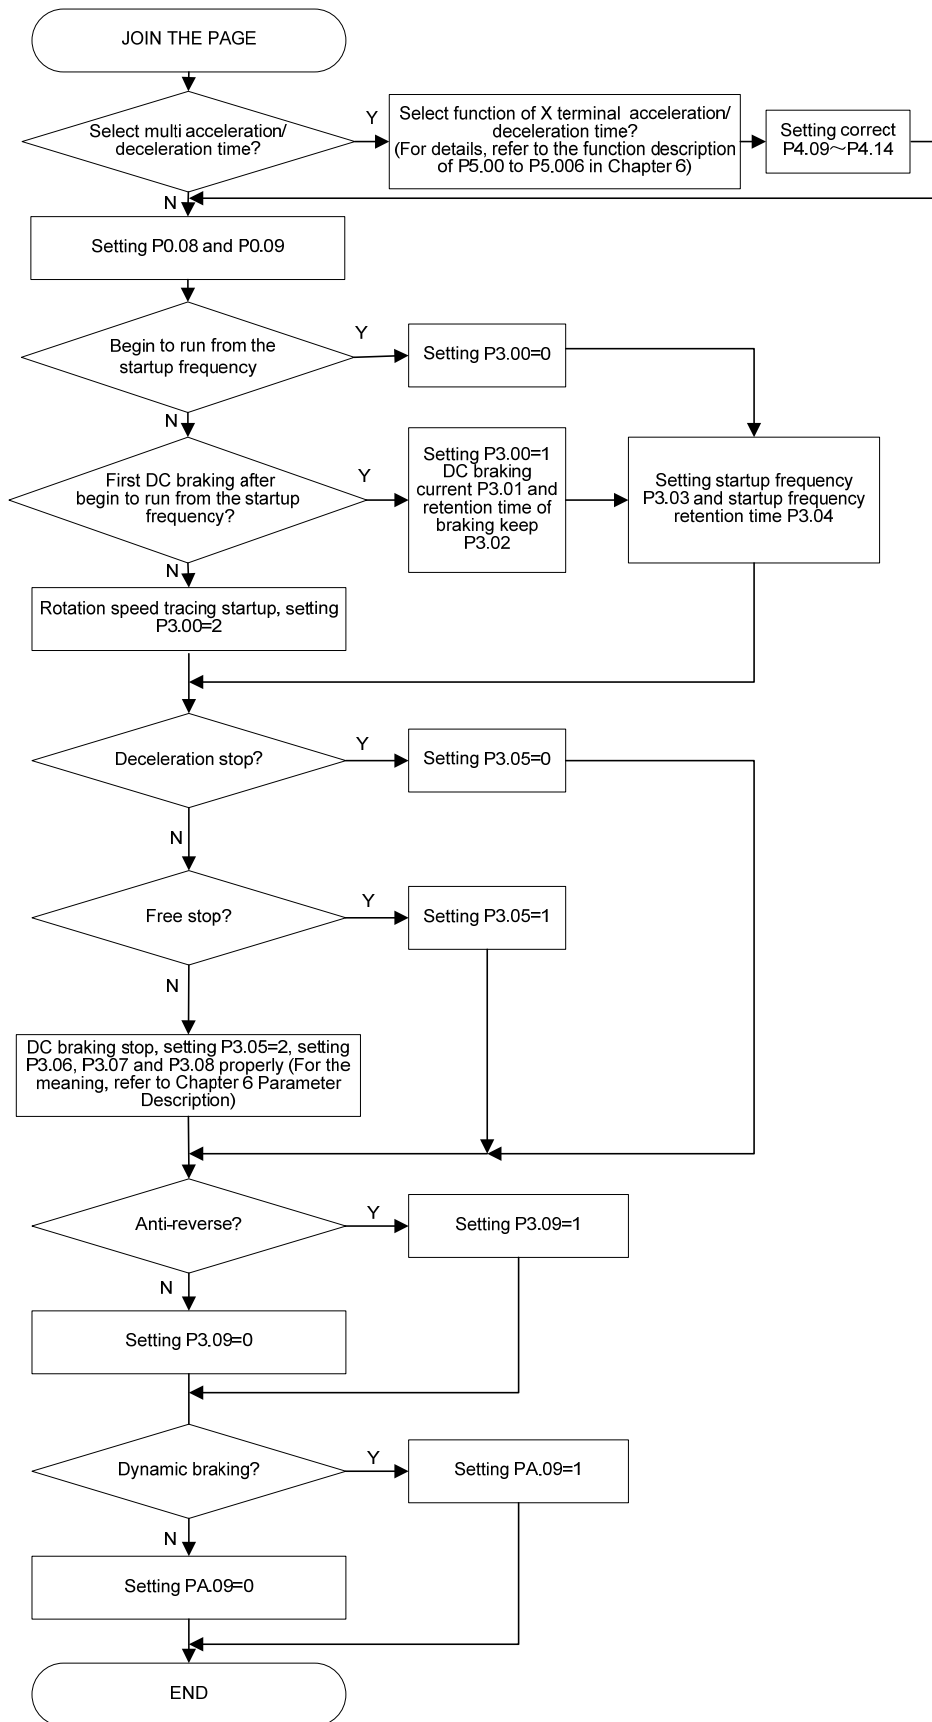 JOIN THE PAGE
Select multi acceleration/
deceleration time?
Y
Select function of X terminal acceleration/
deceleration time?
(For details, refer to the function description
of P5.00 to P5.006 in Chapter 6)
Setting correct
P4.09～P4.14
N
Setting P0.08 and P0.09
Begin to run from the
startup frequency
Y
Setting P3.00=0
N
First DC braking after
begin to run from the startup
frequency?
Y
Setting P3.00=1
DC braking
current P3.01 and
retention time of
braking keep
P3.02
Setting startup frequency
P3.03 and startup frequency
retention time P3.04
N
Rotation speed tracing startup, setting
P3.00=2
Deceleration stop?
Y
Setting P3.05=0
N
Free stop?
Y
Setting P3.05=1
N
DC braking stop, setting P3.05=2, setting
P3.06, P3.07 and P3.08 properly (For the
meaning, refer to Chapter 6 Parameter
Description)
Anti-reverse?
Y
Setting P3.09=1
N
Setting P3.09=0
Dynamic braking?
Y
Setting PA.09=1
N
Setting PA.09=0
END